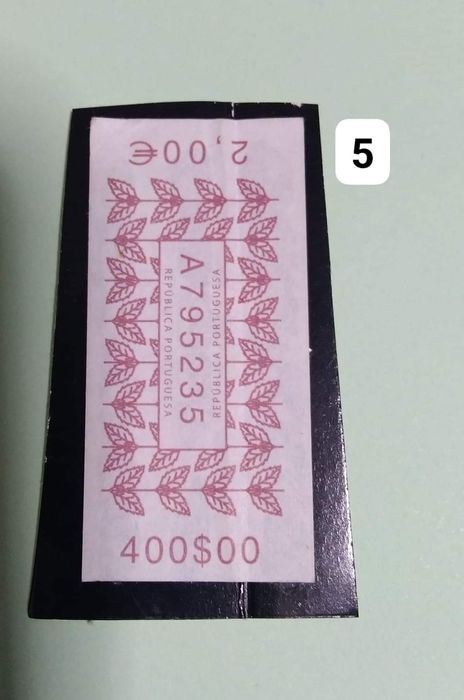 5
2,00€
REPÚBLICA PORTUGUESA
A795235
REPÚBLICA PORTUGUESA
400$00